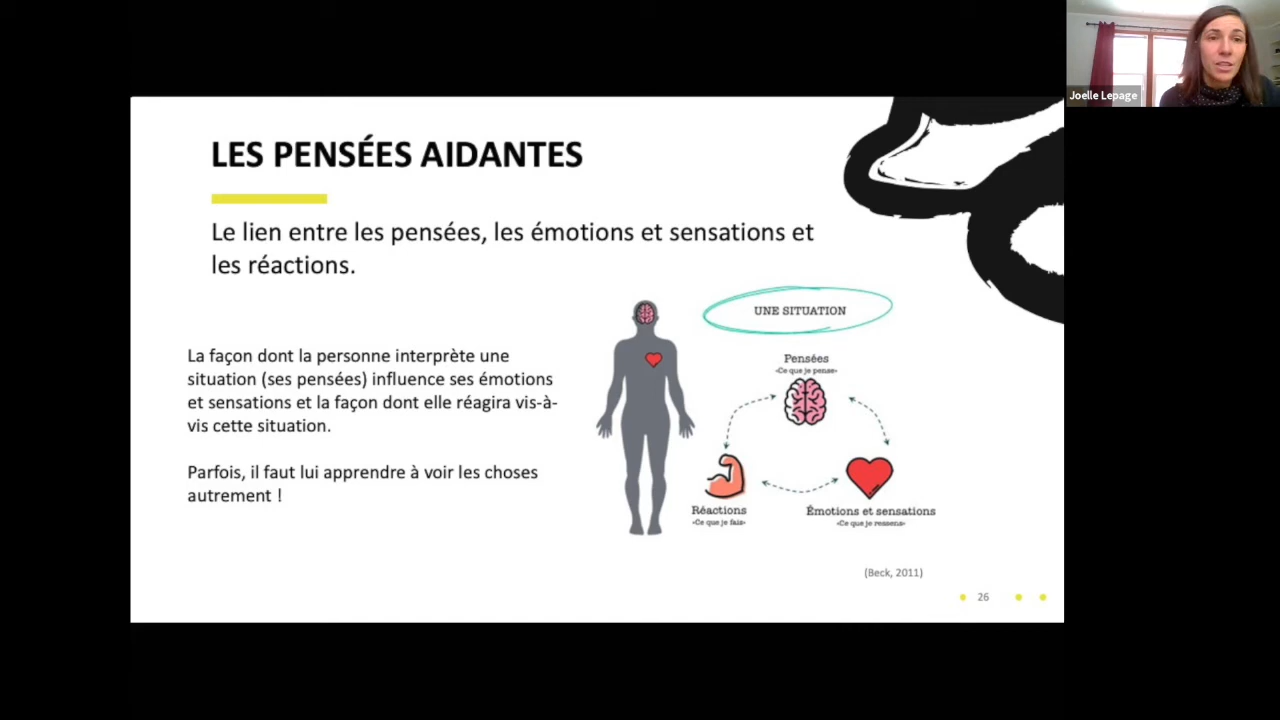 Joelle Lepage
LES PENSÉES AIDANTES
Le lien entre les pensées, les émotions et sensations et
les réactions.
La façon dont la personne interprète une
situation (ses pensées) influence ses émotions
et sensations et la façon dont elle réagira vis-à-
vis cette situation.
Parfois, il faut lui apprendre à voir les choses
autrement !
UNE SITUATION
Pensées
«Ce que je pense»
Réactions
«Ce que je fais»
Émotions et sensations
«Ce que je ressens»
(Beck, 2011)
26